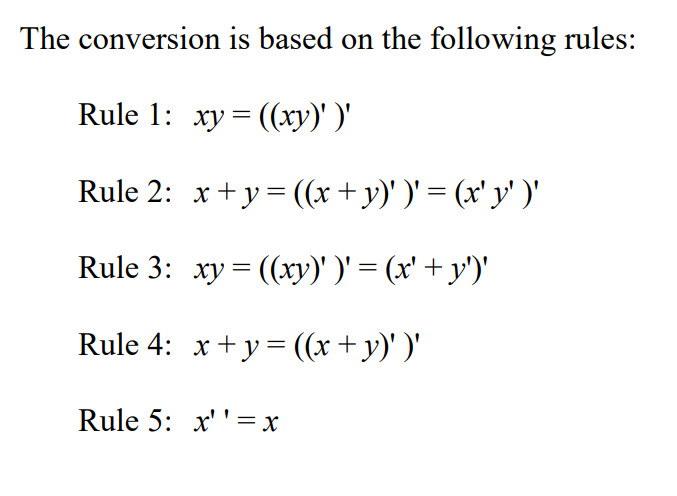 The conversion is based on the following rules:
Rule 1: xy = ((xy)' )'
Rule 2: x + y = ((x + y)' )' = (x' y' )'
Rule 3: xy = ((xy)' )' = (x' + y')'
Rule 4: x + y = ((x + y)' )'
Rule 5: x' ' = x